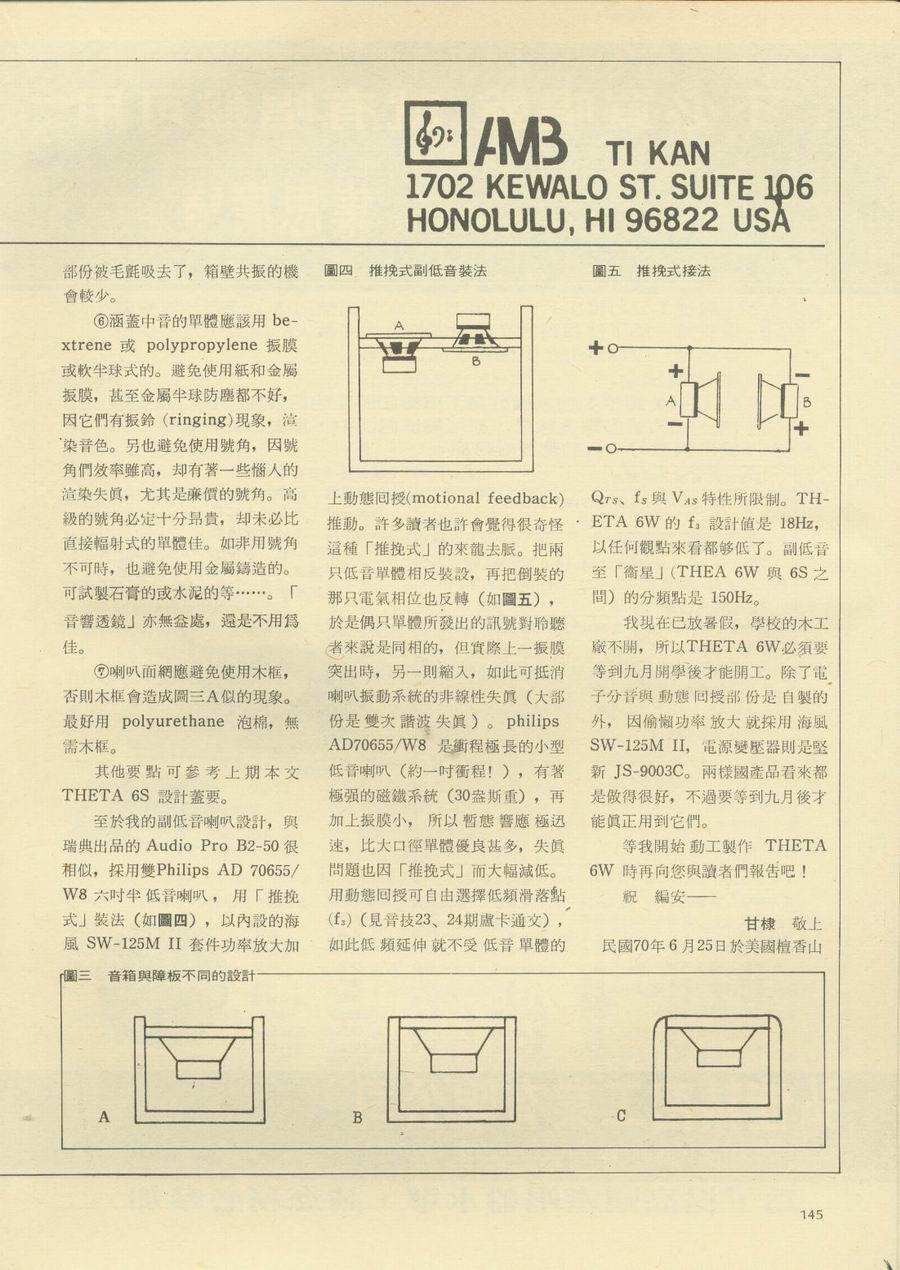 AMB TI KAN
1702 KEWALO ST. SUITE 106
HONOLULU, HI 96822 USA
部份被毛氈吸去了，箱壁共振的機
會較少。
⑥涵蓋中音的單體應該用 be-
xtrene 或 polypropylene 振膜
或軟半球式的。避免使用紙和金屬
振膜，甚至金屬半球防塵都不好，
因它們有振鈴 (ringing)現象，渲
染音色。另也避免使用號角，因號
角們效率雖高，却有著一些惱人的
渲染失眞，尤其是廉價的號角。高
級的號角必定十分昻貴，却未必比
直接輻射式的單體佳。如非用號角
不可時，也避免使用金屬鑄造的。
可試製石膏的或水泥的等……。「
音響透鏡」亦無益處，還是不用爲
佳。
⑦喇叭面網應避免使用木框，
否則木框會造成圖三A似的現象。
最好用 polyurethane 泡棉，無
需木框。
其他要點可參考上期本文
THETA 6S 設計蓋要。
至於我的副低音喇叭設計，與
瑞典出品的 Audio Pro B2-50 很
相似，採用雙Philips AD 70655/
W8 六吋半低音喇叭，用「推挽
式」裝法（如圖四），以內設的海
風 SW-125M II 套件功率放大加
圖四 推挽式副低音裝法
A
B
上動態回授(motional feedback)
推動。許多讀者也許會覺得很奇怪
這種「推挽式」的來龍去脈。把兩
只低音單體相反裝設，再把倒裝的
那只電氣相位也反轉（如圖五），
於是偶只單體所發出的訊號對聆聽
者來說是同相的，但實際上一振膜
突出時，另一則縮入，如此可抵消
喇叭振動系統的非線性失眞（大部
份是雙次諧波失眞）。philips
AD70655/W8 是衝程極長的小型
低音喇叭（約一吋衝程！），有著
極强的磁鐵系統（30盎斯重），再
加上振膜小，所以暫態響應極迅
速，比大口徑單體優良甚多，失眞
問題也因「推挽式」而大幅減低。
用動態回授可自由選擇低頻滑落點
(f₃)（見音技23、24期盧卡通文），
如此低頻延伸就不受低音單體的
圖五 推挽式接法
+
+
−
A
B
−
−
+
QTS、fS 與 VAS 特性所限制。TH-
ETA 6W 的 f₃ 設計値是 18Hz，
以任何觀點來看都够低了。副低音
至「衞星」(THEA 6W 與 6S 之
間）的分頻點是 150Hz。
我現在已放暑假，學校的木工
廠不開，所以THETA 6W必須要
等到九月開學後才能開工。除了電
子分音與動態回授部份是自製的
外，因偷懶功率放大就採用海風
SW-125M II，電源變壓器則是堅
新 JS-9003C。兩樣國產品看來都
是做得很好，不過要等到九月後才
能眞正用到它們。
等我開始動工製作 THETA
6W 時再向您與讀者們報告吧！
祝 編安——
甘棣 敬上
民國70年6月25日於美國檀香山
圖三 音箱與障板不同的設計
A
B
C
145